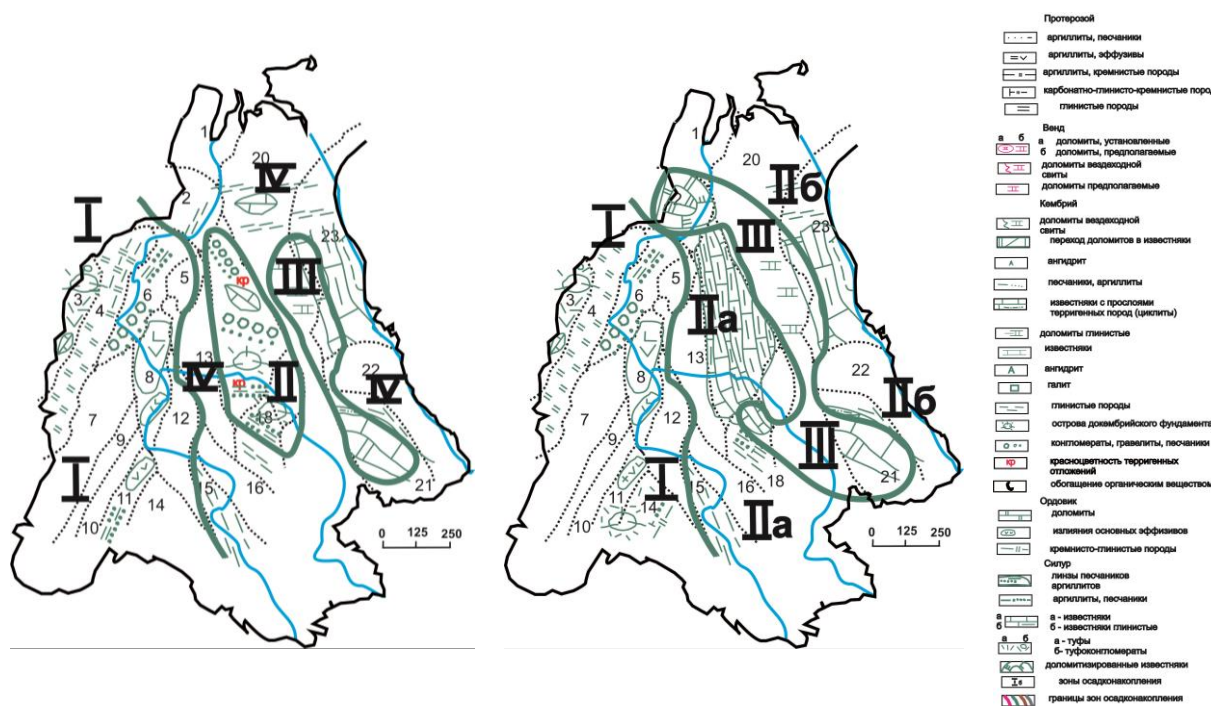 I
I
IV
IV
IV
III
II
кр
кр
1
2
3
4
5
6
7
8
9
10
11
12
13
14
15
16
18
20
21
22
23
0 125 250
I
I
IIа
IIа
IIб
IIб
III
III
1
3
4
5
6
7
8
9
10
11
12
13
14
15
16
18
20
21
22
23
0 125 250
Протерозой
аргиллиты, песчаники
аргиллиты, эффузивы
аргиллиты, кремнистые породы
карбонатно-глинисто-кремнистые пород
глинистые породы
Венд
а б а доломиты, установленные
б доломиты, предполагаемые
доломиты вездеходной
свиты
доломиты предполагаемые
Кембрий
доломиты вездеходной
свиты
переход доломитов в известняки
А ангидрит
песчаники, аргиллиты
известняки с прослоями
терригенных пород (циклиты)
доломиты глинистые
известняки
А ангидрит
галит
глинистые породы
острова докембрийского фундамента
конгломераты, гравелиты, песчаники
кр красноцветность терригенных
отложений
обогащение органическим веществом
Ордовик
доломиты
излияния основных эффизивов
кремнисто-глинистые породы
Силур
линзы песчаников
аргиллитов
аргиллиты, песчаники
а а - известняки
б б - известняки глинистые
а б а - туфы
б- туфоконгломераты
доломитизированные известняки
зоны осадконакопления
границы зон осадконакопления